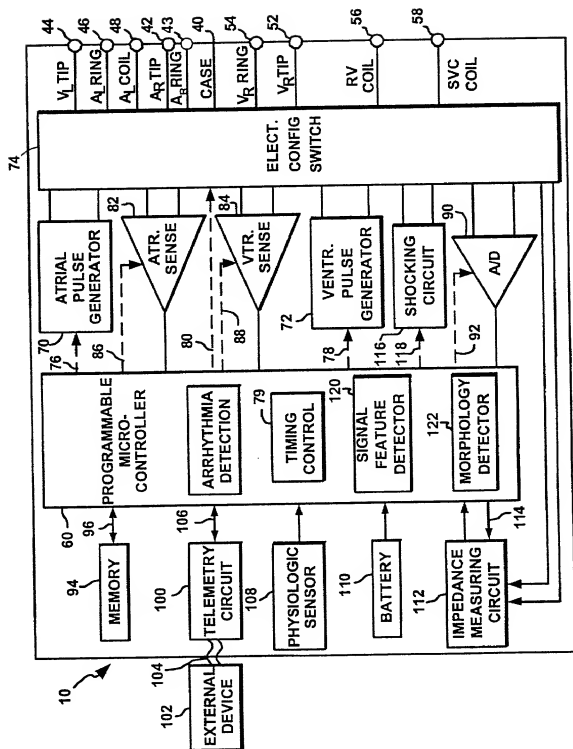 44
46
48
42
43
40
54
52
56
58
VL TIP
AL RING
AL COIL
AR TIP
AR RING
CASE
VR RING
VR TIP
RV
COIL
SVC
COIL
74
ELECT.
CONFIG
SWITCH
ATRIAL
PULSE
GENERATOR
70
76
82
ATR.
SENSE
86
80
84
VTR.
SENSE
88
VENTR.
PULSE
GENERATOR
72
78
SHOCKING
CIRCUIT
116
118
90
A/D
92
60
PROGRAMMABLE
MICRO-
CONTROLLER
ARRHYTHMIA
DETECTION
79
TIMING
CONTROL
120
SIGNAL
FEATURE
DETECTOR
122
MORPHOLOGY
DETECTOR
96
94
MEMORY
106
100
TELEMETRY
CIRCUIT
108
PHYSIOLOGIC
SENSOR
110
BATTERY
114
112
IMPEDANCE
MEASURING
CIRCUIT
10
104
102
EXTERNAL
DEVICE